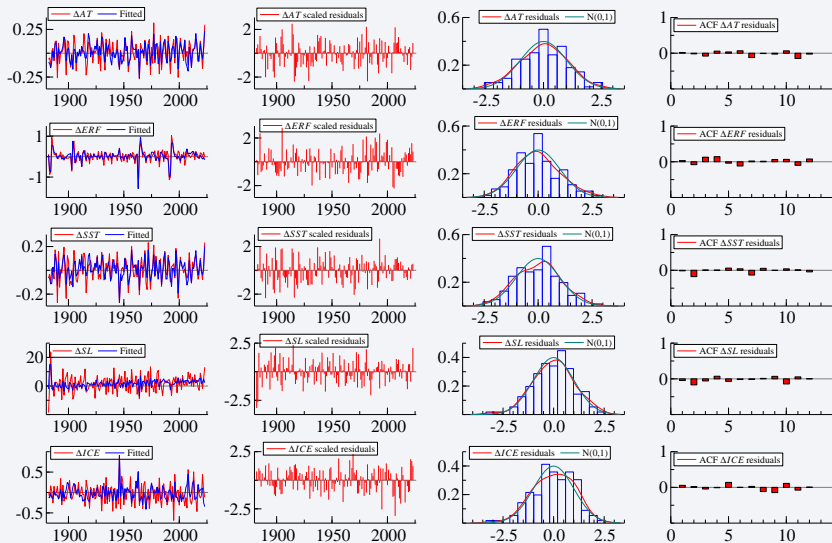 ΔAT Fitted
0.25
-0.25
1900 1950 2000
ΔAT scaled residuals
2
-2
1900 1950 2000
ΔAT residuals N(0,1)
0.6
0.4
-2.5 0.0 2.5
ACF ΔAT residuals
1
0
5 10
ΔERF Fitted
1
-1
1900 1950 2000
ΔERF scaled residuals
2
-2
1900 1950 2000
ΔERF residuals N(0,1)
0.6
0.4
-2.5 0.0 2.5
ACF ΔERF residuals
1
0
5 10
ΔSST Fitted
0.2
0.0
-0.2
1900 1950 2000
ΔSST scaled residuals
2
-2
1900 1950 2000
ΔSST residuals N(0,1)
0.6
0.4
0.2
-2.5 0.0 2.5
ACF ΔSST residuals
1
0
5 10
ΔSL Fitted
20
0
1900 1950 2000
ΔSL scaled residuals
2.5
-2.5
1900 1950 2000
ΔSL residuals N(0,1)
0.4
0.2
-2.5 0.0 2.5
ACF ΔSL residuals
1
0
5 10
ΔICE Fitted
0.5
-0.5
1900 1950 2000
ΔICE scaled residuals
2.5
-2.5
1900 1950 2000
ΔICE residuals N(0,1)
0.4
0.2
-2.5 0.0 2.5
ACF ΔICE residuals
1
0
5 10